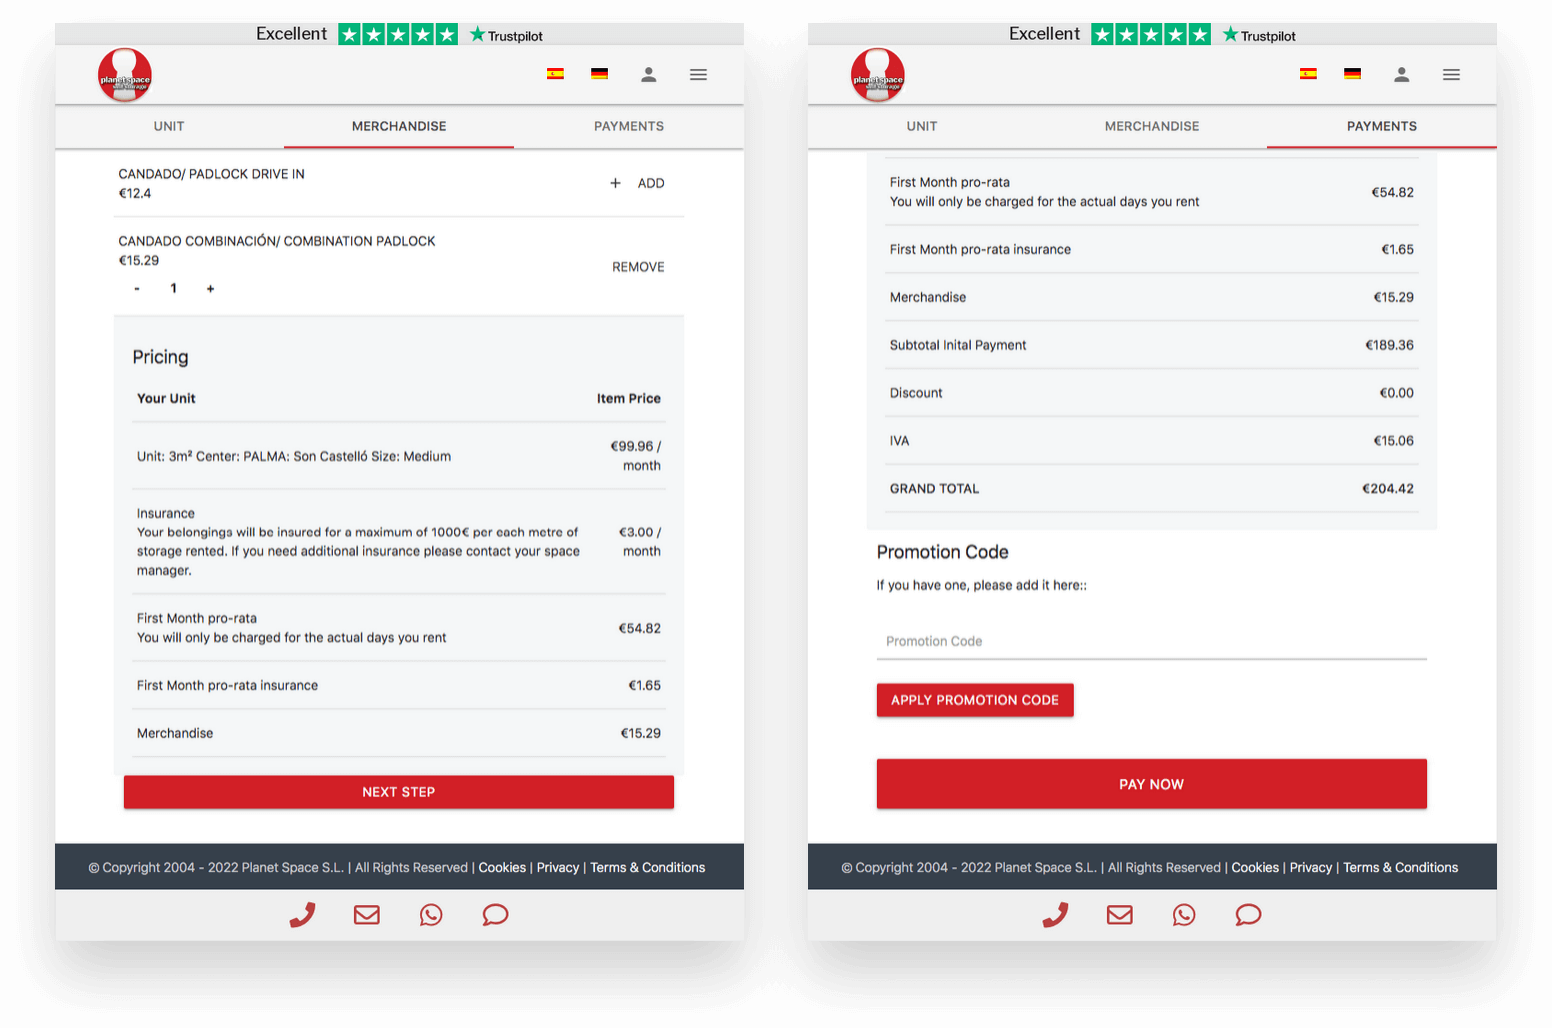 Excellent Trustpilot
planetspace
self storage
UNIT MERCHANDISE PAYMENTS
CANDADO/ PADLOCK DRIVE IN
€12.4
+ ADD
CANDADO COMBINACIÓN/ COMBINATION PADLOCK
€15.29
REMOVE
- 1 +
Pricing
Your Unit Item Price
Unit: 3m² Center: PALMA: Son Castelló Size: Medium
€99.96 /
month
Insurance
Your belongings will be insured for a maximum of 1000€ per each metre of
storage rented. If you need additional insurance please contact your space
manager.
€3.00 /
month
First Month pro-rata
You will only be charged for the actual days you rent
€54.82
First Month pro-rata insurance €1.65
Merchandise €15.29
NEXT STEP
© Copyright 2004 - 2022 Planet Space S.L. | All Rights Reserved | Cookies | Privacy | Terms & Conditions
Excellent Trustpilot
planetspace
self storage
UNIT MERCHANDISE PAYMENTS
First Month pro-rata
You will only be charged for the actual days you rent
€54.82
First Month pro-rata insurance €1.65
Merchandise €15.29
Subtotal Inital Payment €189.36
Discount €0.00
IVA €15.06
GRAND TOTAL €204.42
Promotion Code
If you have one, please add it here::
Promotion Code
APPLY PROMOTION CODE
PAY NOW
© Copyright 2004 - 2022 Planet Space S.L. | All Rights Reserved | Cookies | Privacy | Terms & Conditions